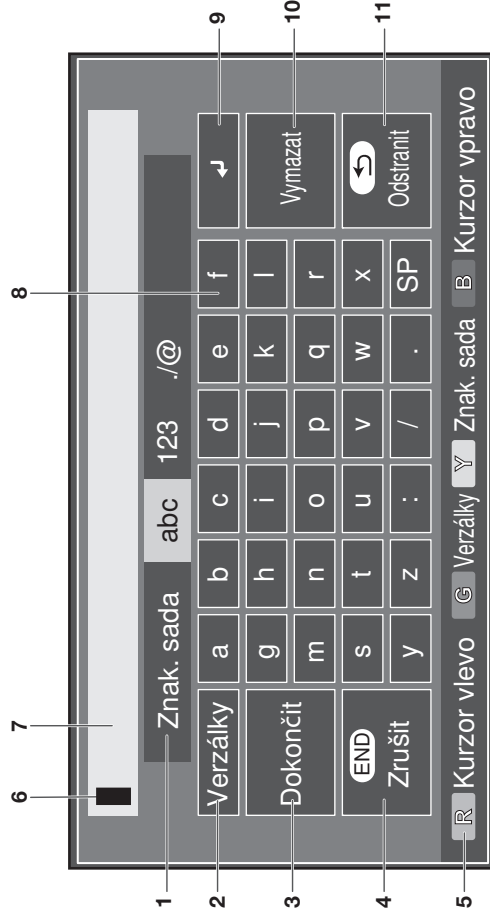 8
6 7
Znak. sada abc 123 ./@
1
Verzálky a b c d e f ↵
2 9
Dokončit g h i j k l Vymazat
3 m n o p q r 10
END s t u v w x ⮌
Zrušit y z : / . SP Odstranit
4 11
R Kurzor vlevo G Verzálky Y Znak. sada B Kurzor vpravo
5